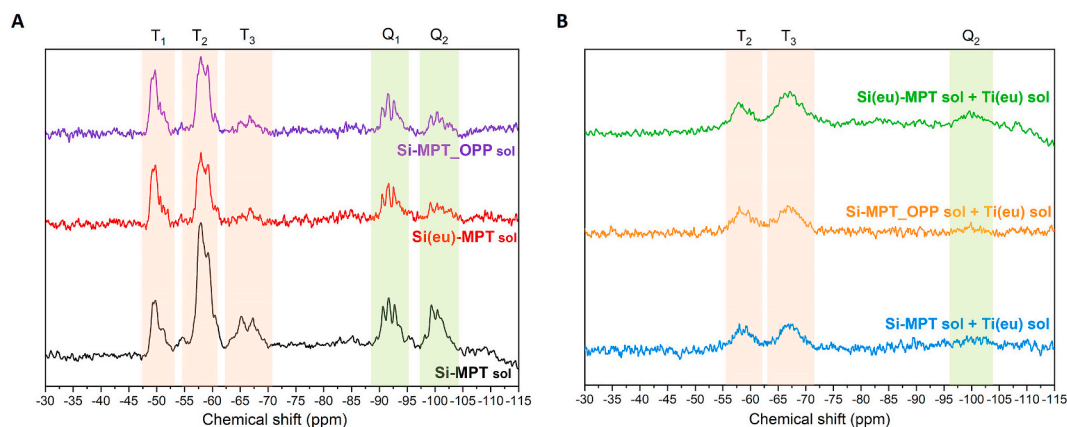 A
T₁ T₂ T₃ Q₁ Q₂
Si-MPT_OPP sol
Si(eu)-MPT sol
Si-MPT sol
-30 -35 -40 -45 -50 -55 -60 -65 -70 -75 -80 -85 -90 -95 -100 -105 -110 -115
Chemical shift (ppm)
B
T₂ T₃ Q₂
Si(eu)-MPT sol + Ti(eu) sol
Si-MPT_OPP sol + Ti(eu) sol
Si-MPT sol + Ti(eu) sol
-30 -35 -40 -45 -50 -55 -60 -65 -70 -75 -80 -85 -90 -95 -100 -105 -110 -115
Chemical shift (ppm)